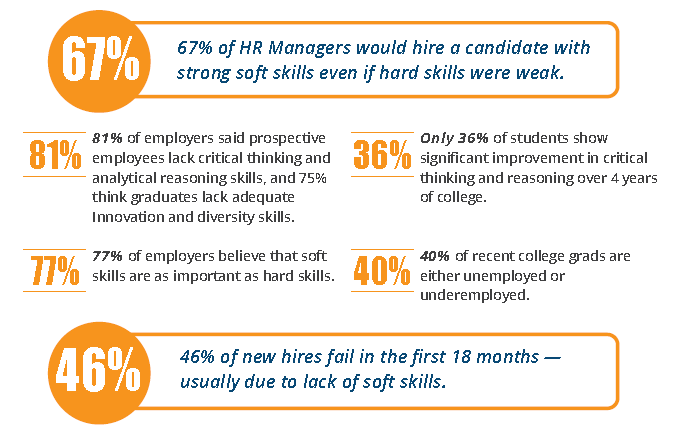 67%
67% of HR Managers would hire a candidate with
strong soft skills even if hard skills were weak.
81%
81% of employers said prospective
employees lack critical thinking and
analytical reasoning skills, and 75%
think graduates lack adequate
Innovation and diversity skills.
36%
Only 36% of students show
significant improvement in critical
thinking and reasoning over 4 years
of college.
77%
77% of employers believe that soft
skills are as important as hard skills.
40%
40% of recent college grads are
either unemployed or
underemployed.
46%
46% of new hires fail in the first 18 months —
usually due to lack of soft skills.